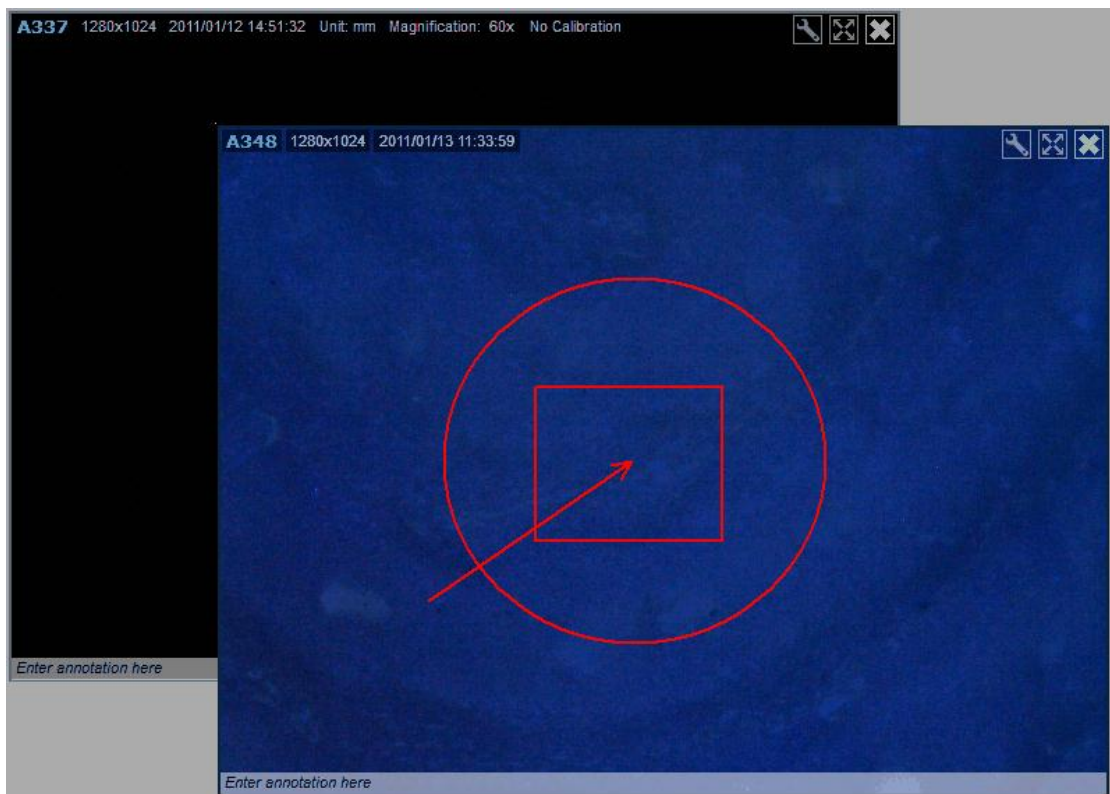 A337 1280x1024 2011/01/12 14:51:32 Unit: mm Magnification: 60x No Calibration
A348 1280x1024 2011/01/13 11:33:59
Enter annotation here
Enter annotation here